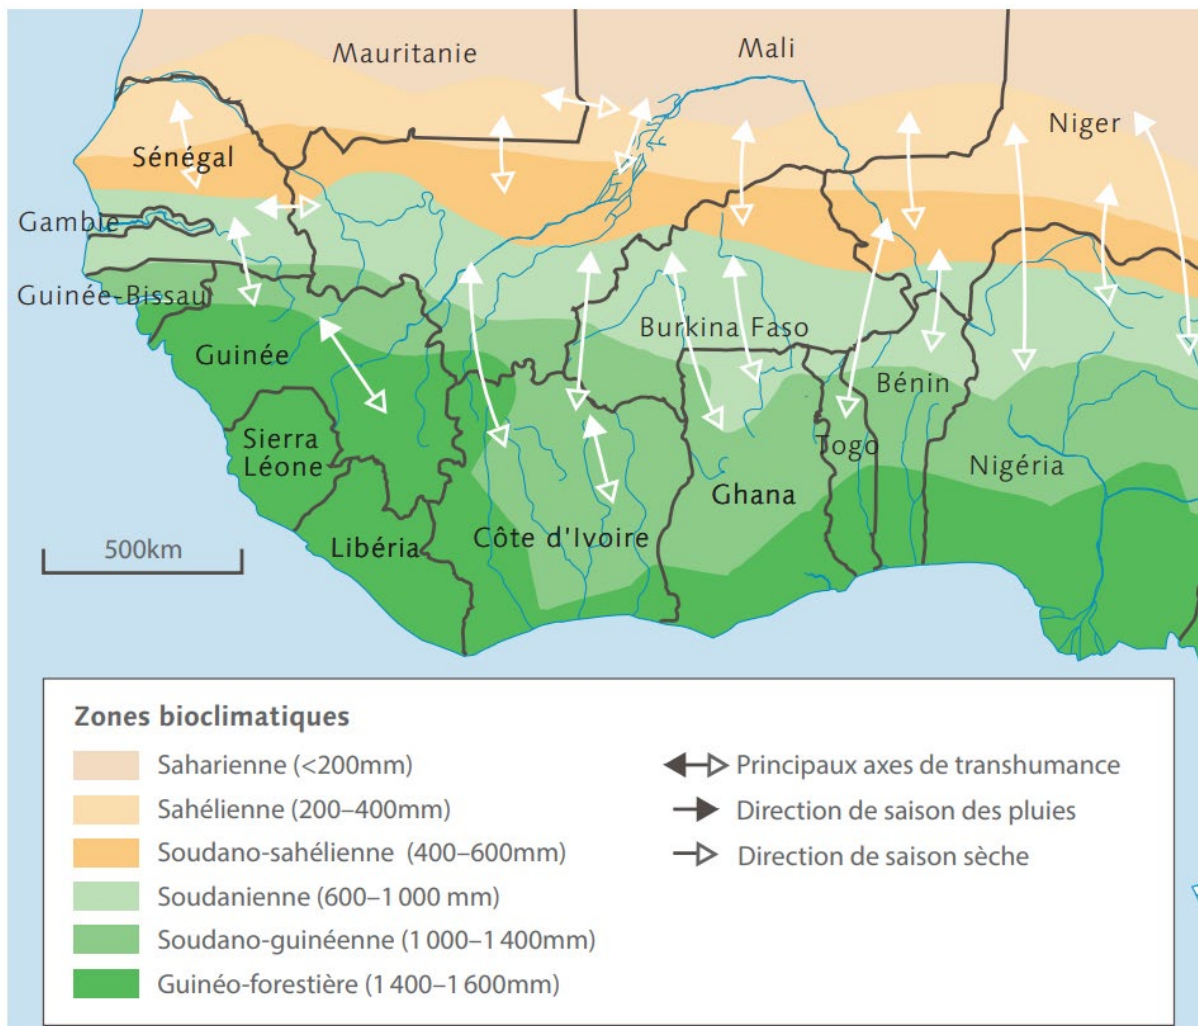 Mauritanie
Mali
Niger
Sénégal
Gambie
Guinée-Bissau
Burkina Faso
Guinée
Bénin
Sierra
Léone
Togo
Nigéria
Ghana
Côte d'Ivoire
Libéria
500km
Zones bioclimatiques
Saharienne (<200mm)
Sahélienne (200–400mm)
Soudano-sahélienne (400–600mm)
Soudanienne (600–1 000 mm)
Soudano-guinéenne (1 000–1 400mm)
Guinéo-forestière (1 400–1 600mm)
Principaux axes de transhumance
Direction de saison des pluies
Direction de saison sèche